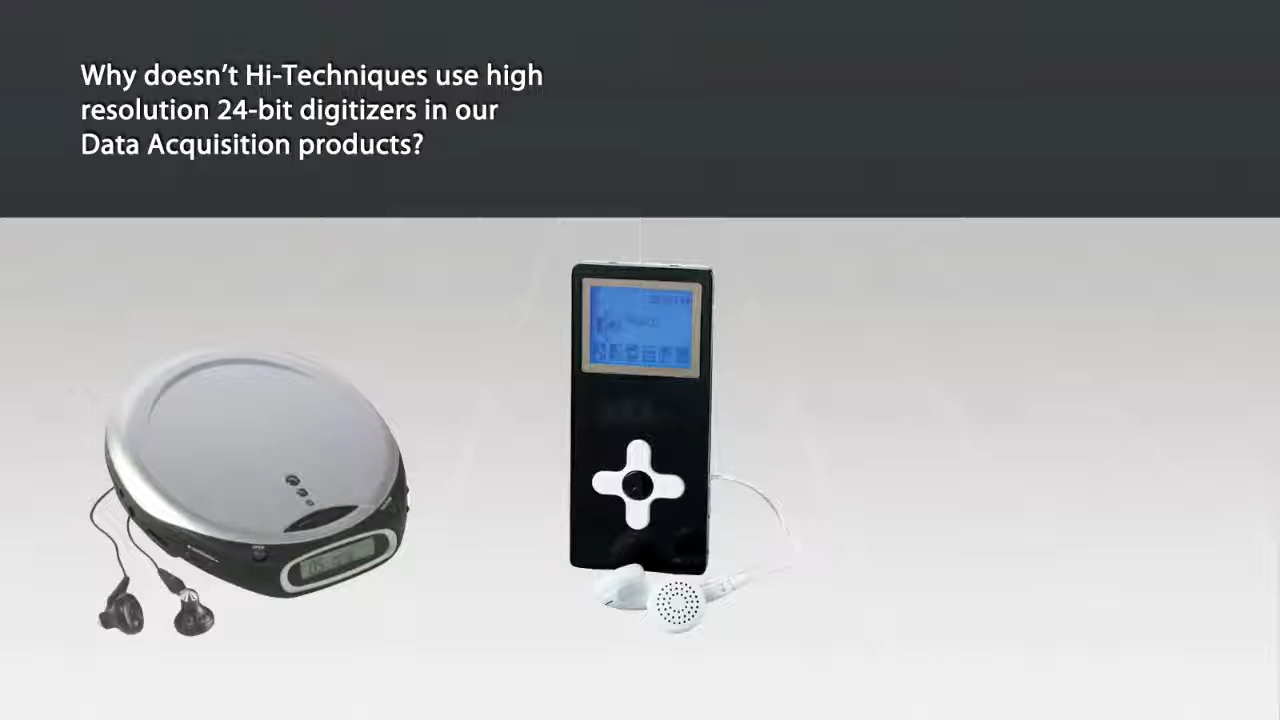 Why doesn’t Hi-Techniques use high
resolution 24-bit digitizers in our
Data Acquisition products?